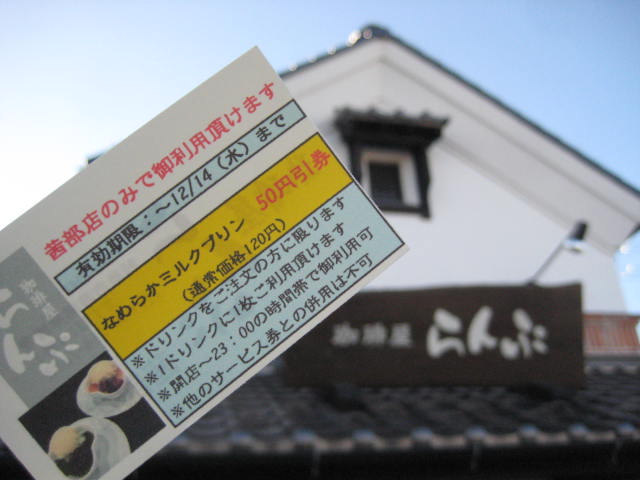 茜部店のみで御利用頂けます
有効期限：～12/14（水）まで
なめらかミルクプリン 50円引券
（通常価格120円）
※ドリンクをご注文の方に限ります
※1ドリンクに1枚ご利用頂けます
※開店～23：00の時間帯で御利用可
※他のサービス券との併用は不可
珈琲屋
らんぷ
珈琲屋 らんぷ